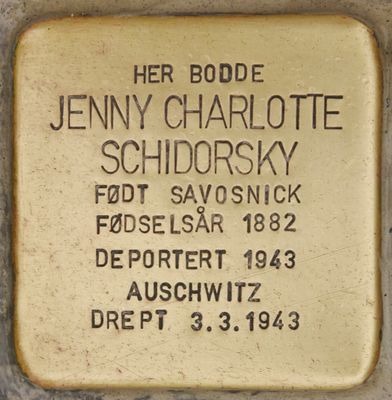 HER BODDE
JENNY CHARLOTTE
SCHIDORSKY
FØDT SAVOSNICK
FØDSELSÅR 1882
DEPORTERT 1943
AUSCHWITZ
DREPT 3.3.1943